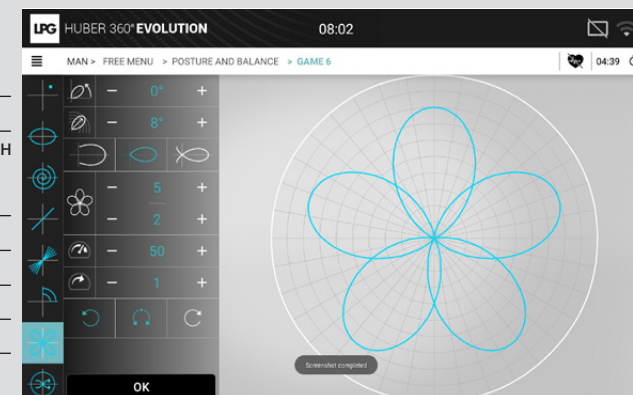 LPG HUBER 360° EVOLUTION 08:02
MAN > FREE MENU > POSTURE AND BALANCE > GAME 6 04:39
− 0° +
− 8° +
H
− 5 +
− 2 +
− 50 +
− 1 +
Screenshot completed
OK